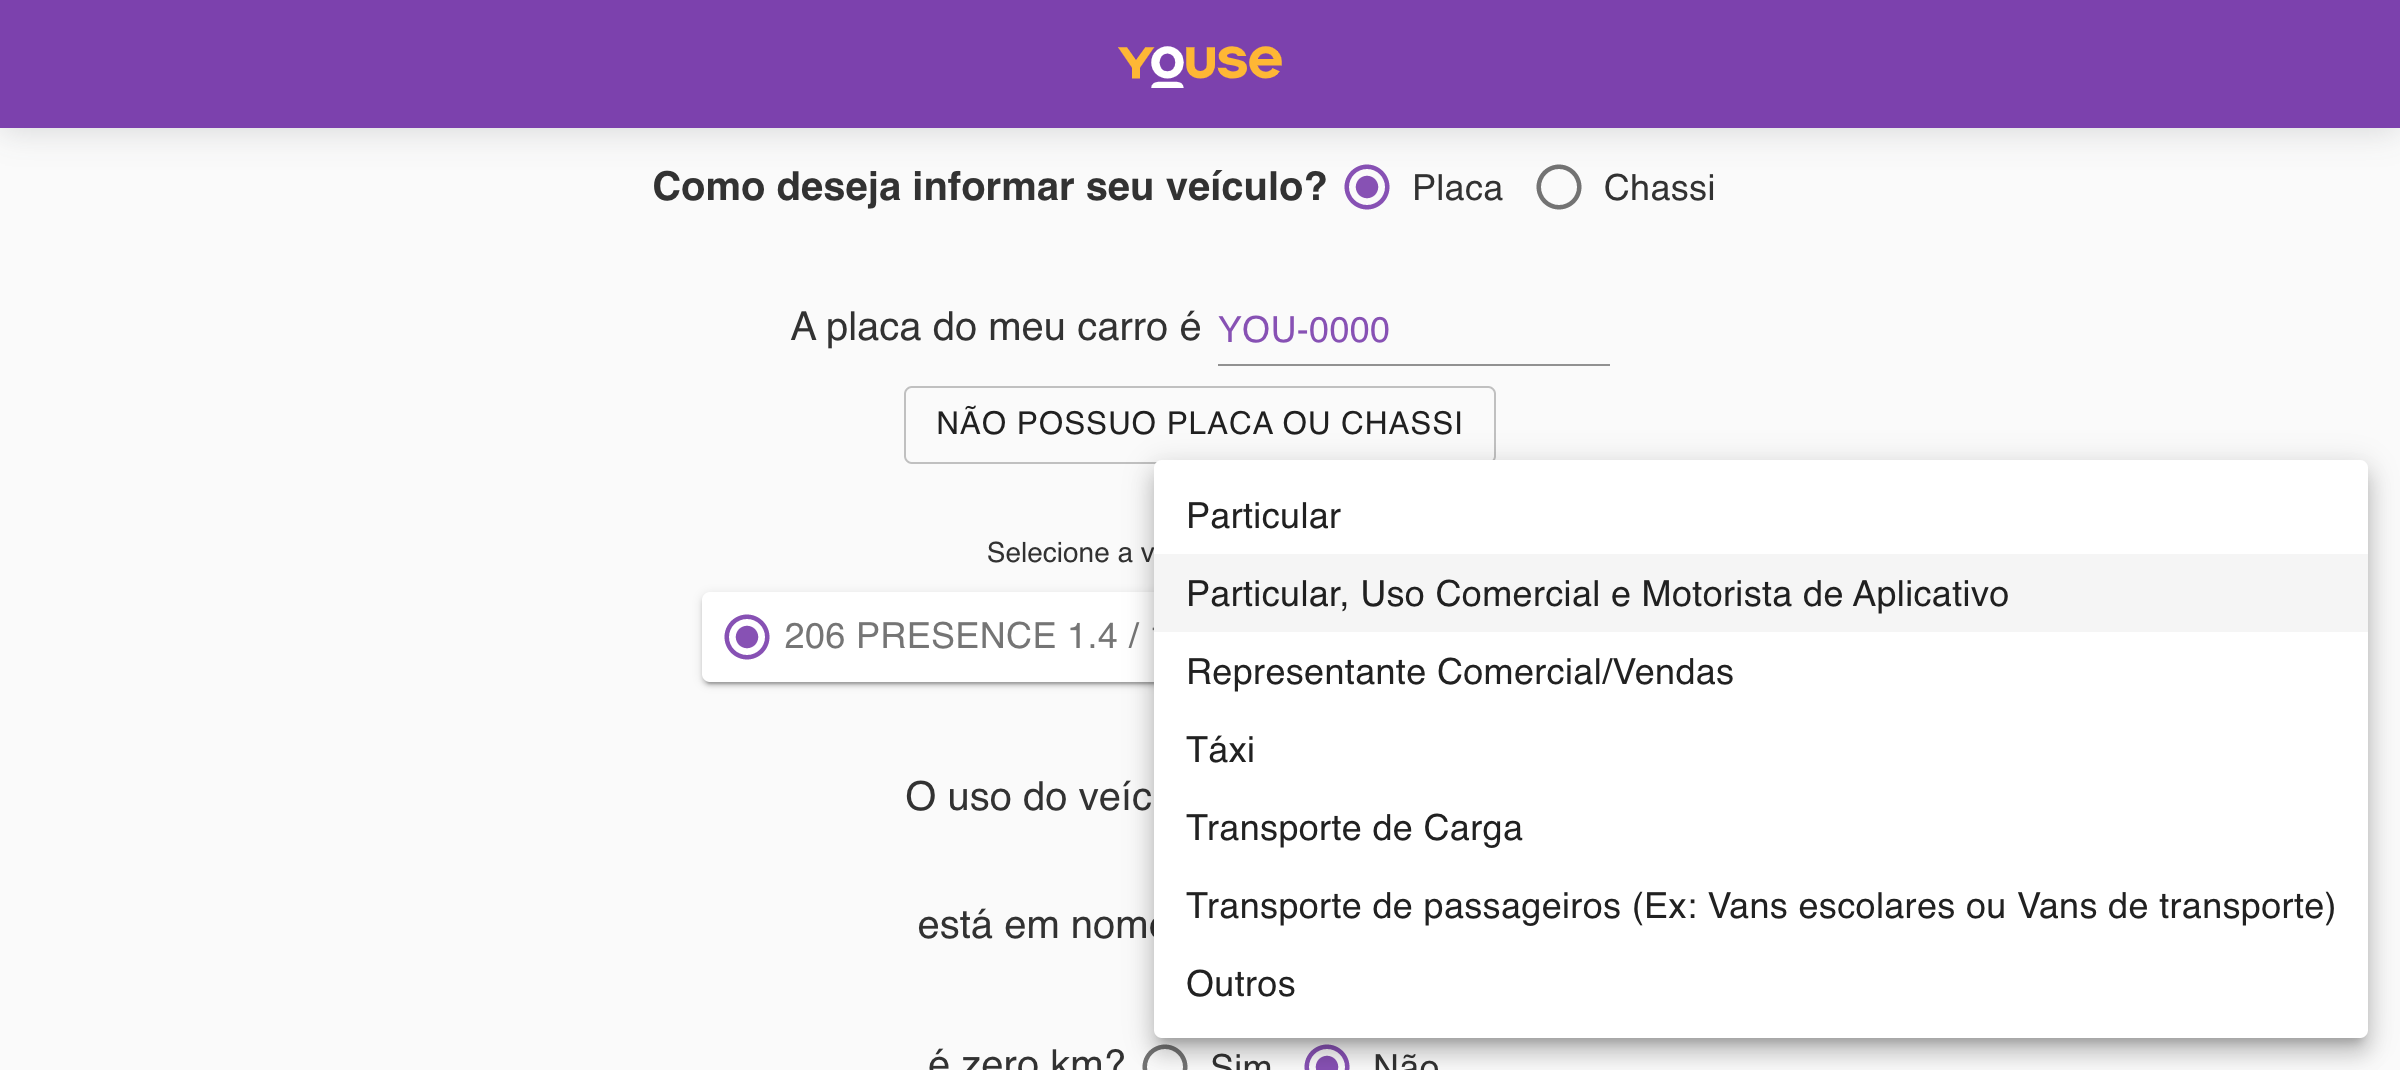 youse
Como deseja informar seu veículo? Placa Chassi
A placa do meu carro é YOU-0000
NÃO POSSUO PLACA OU CHASSI
Particular
Selecione a
Particular, Uso Comercial e Motorista de Aplicativo
206 PRESENCE 1.4 /
Representante Comercial/Vendas
Táxi
O uso do
Transporte de Carga
Transporte de passageiros (Ex: Vans escolares ou Vans de transporte)
está em
Outros
é zero km? Sim Não